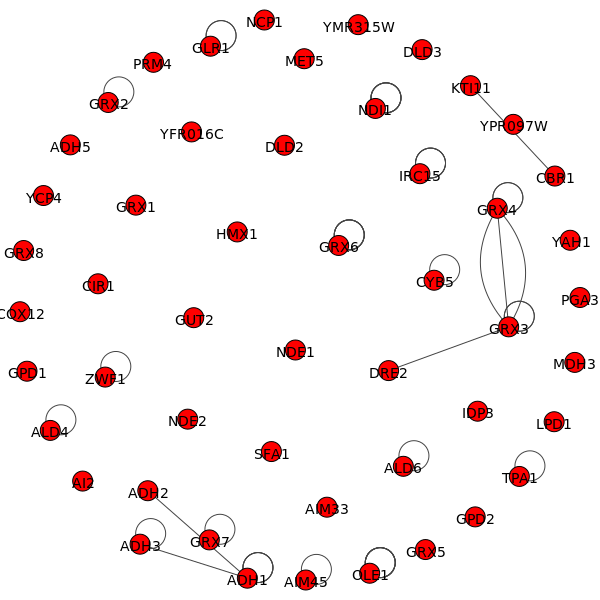 NCP1
YMR315W
GLR1
DLD3
PRM4
MET5
KTI11
GRX2
NDI1
YPR097W
YFR016C
ADH5
DLD2
IRC15
CBR1
YCP4
GRX1
GRX4
HMX1
YAH1
GRX6
GRX8
CYB5
CIR1
PGA3
COX12
GUT2
GRX3
NDE1
MDH3
GPD1
ZWF1
DRE2
IDP3
NDE2
LPD1
ALD4
SFA1
ALD6
TPA1
AI2
ADH2
AIM33
GPD2
ADH3
GRX7
GRX5
ADH1
AIM45
OLE1